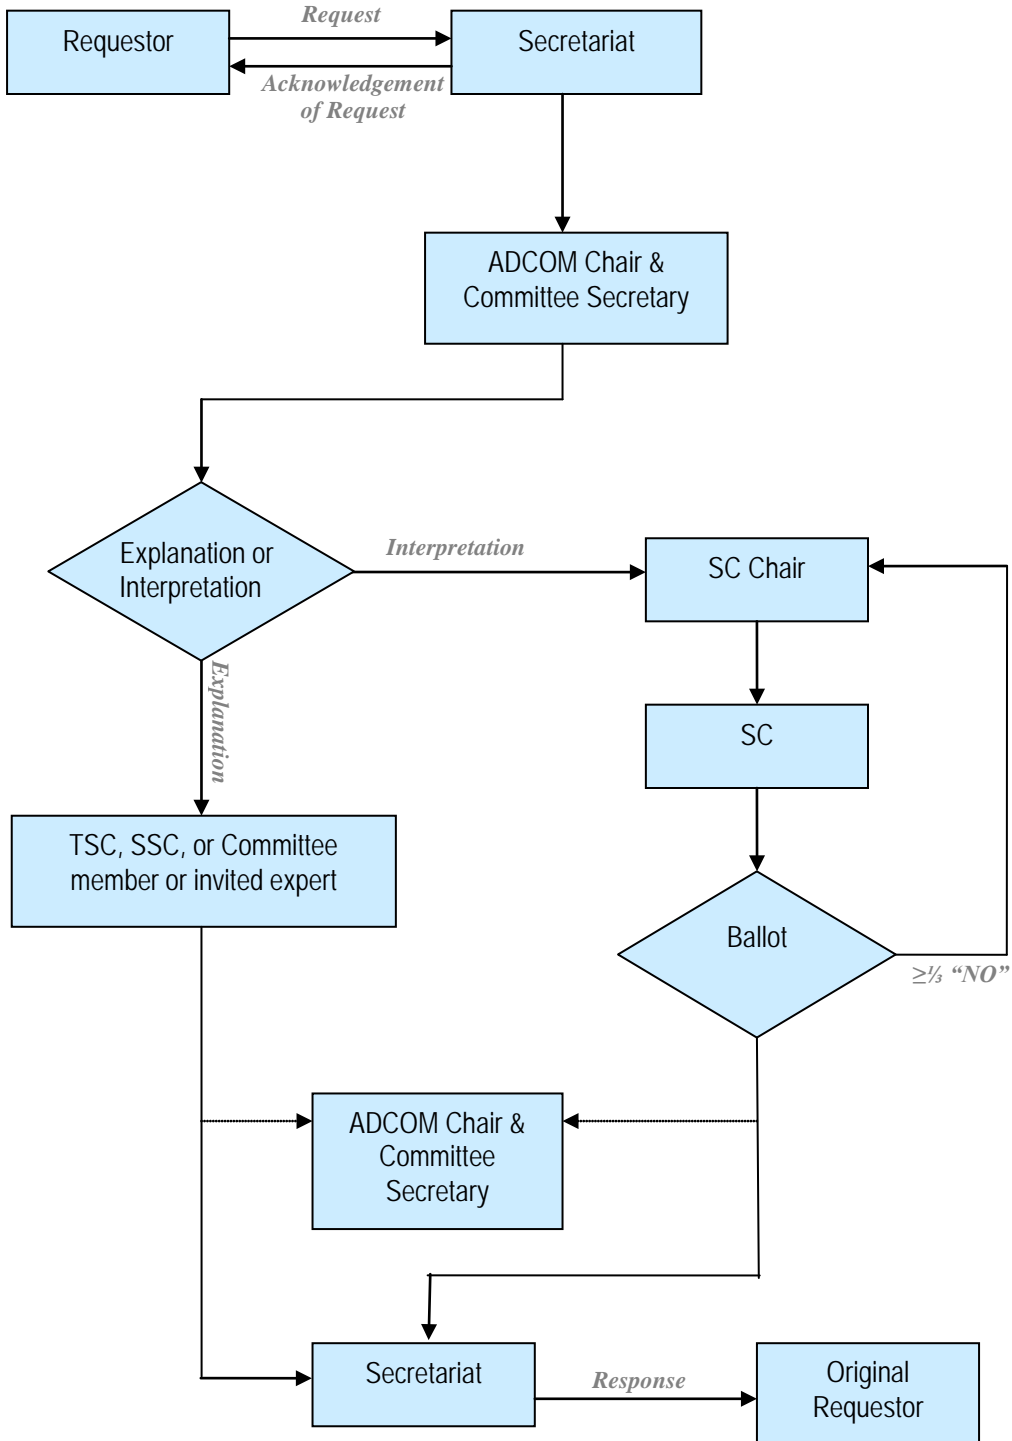 Request
Requestor
Secretariat
Acknowledgement
of Request
ADCOM Chair &
Committee Secretary
Explanation or
Interpretation
Interpretation
SC Chair
Explanation
SC
TSC, SSC, or Committee
member or invited expert
Ballot
≥⅓ “NO”
ADCOM Chair &
Committee
Secretary
Secretariat
Response
Original
Requestor